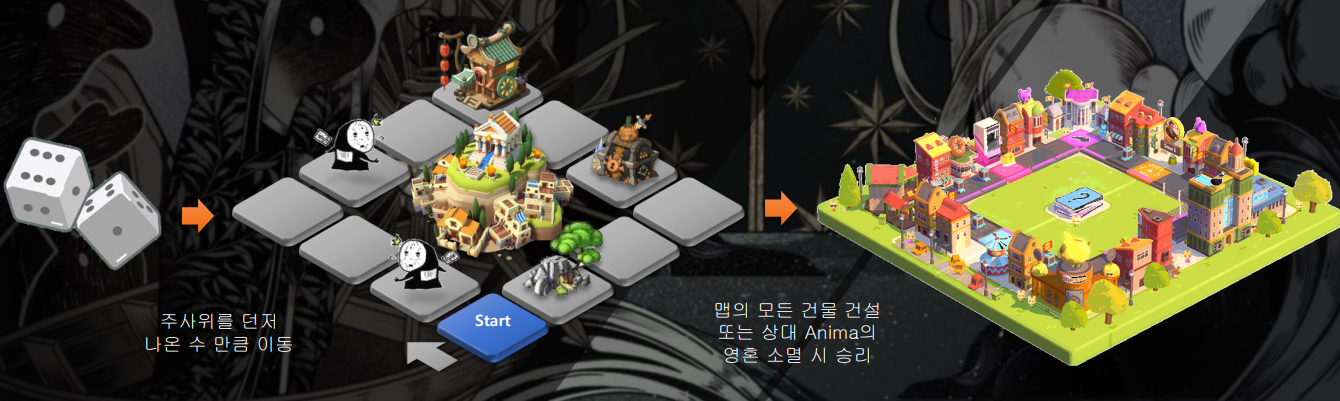 주사위를 던저
나온 수 만큼 이동
Start
맵의 모든 건물 건설
또는 상대 Anima의
영혼 소멸 시 승리
?